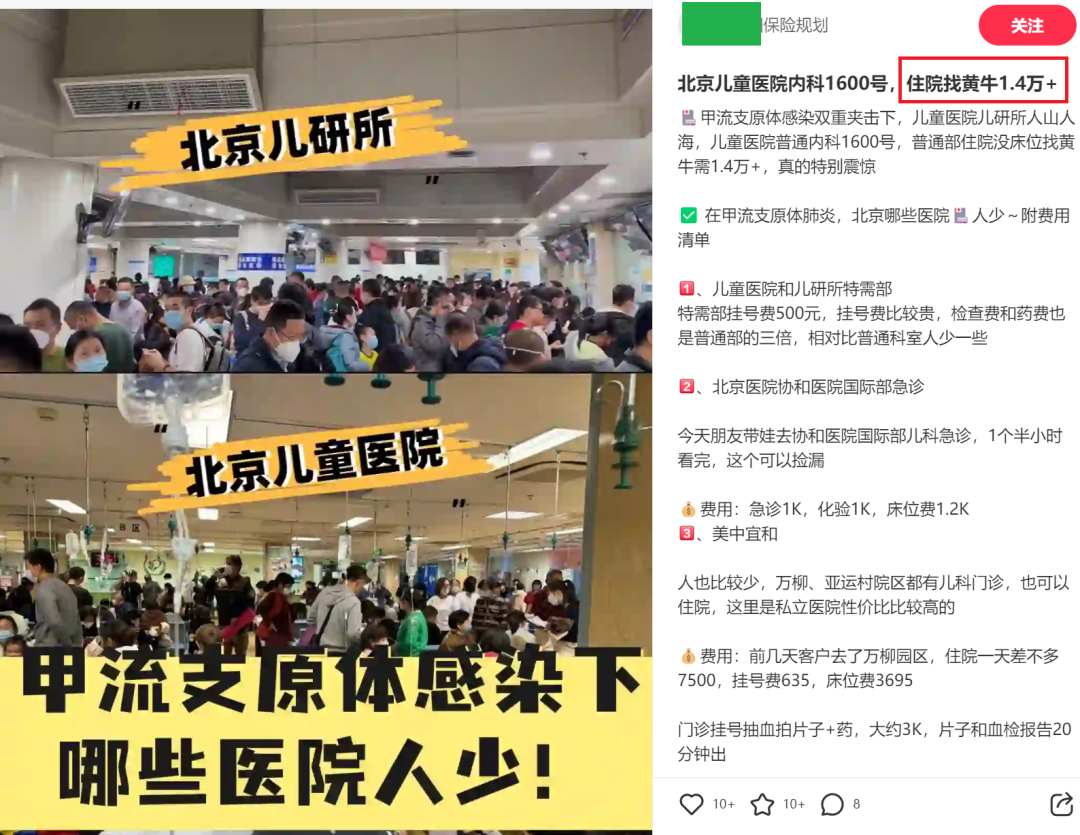 北京儿研所
北京儿童医院
B区
甲流支原体感染下
哪些医院人少!
保险规划
关注
北京儿童医院内科1600号，住院找黄牛1.4万+
🏥甲流支原体感染双重夹击下，儿童医院儿研所人山人
海，儿童医院普通内科1600号，普通部住院没床位找黄
牛需1.4万+，真的特别震惊
✅ 在甲流支原体肺炎，北京哪些医院🏥人少～附费用
清单
1️⃣、儿童医院和儿研所特需部
特需部挂号费500元，挂号费比较贵，检查费和药费也
是普通部的三倍，相对比普通科室人少一些
2️⃣、北京医院协和医院国际部急诊
今天朋友带娃去协和医院国际部儿科急诊，1个半小时
看完，这个可以捡漏
💰费用：急诊1K，化验1K，床位费1.2K
3️⃣、美中宜和
人也比较少，万柳、亚运村院区都有儿科门诊，也可以
住院，这里是私立医院性价比比较高的
💰费用：前几天客户去了万柳园区，住院一天差不多
7500，挂号费635，床位费3695
门诊挂号抽血拍片子+药，大约3K，片子和血检报告20
分钟出
10+
10+
8